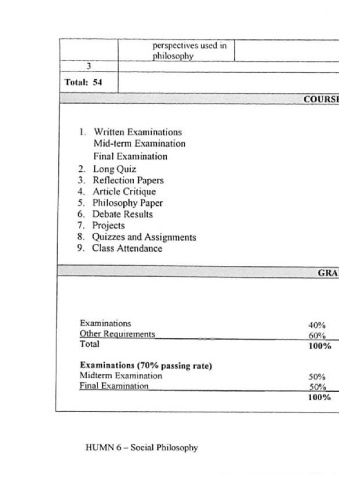 perspectives used in
philosophy
3
Total: 54
COURSE
1. Written Examinations
Mid-term Examination
Final Examination
2. Long Quiz
3. Reflection Papers
4. Article Critique
5. Philosophy Paper
6. Debate Results
7. Projects
8. Quizzes and Assignments
9. Class Attendance
GRA
Examinations 40%
Other Requirements 60%
Total 100%
Examinations (70% passing rate)
Midterm Examination 50%
Final Examination 50%
100%
HUMN 6 – Social Philosophy